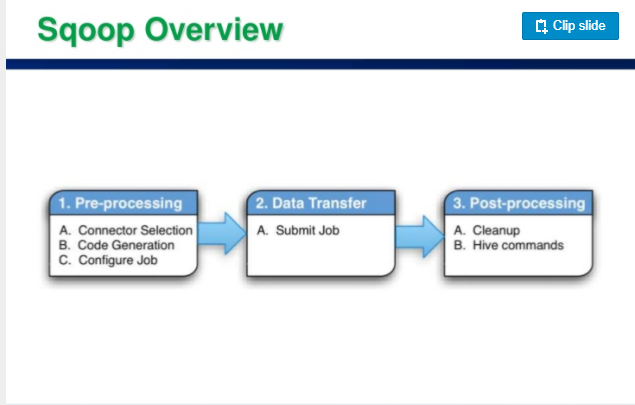 Sqoop Overview
Clip slide
1. Pre-processing
A. Connector Selection
B. Code Generation
C. Configure Job
2. Data Transfer
A. Submit Job
3. Post-processing
A. Cleanup
B. Hive commands